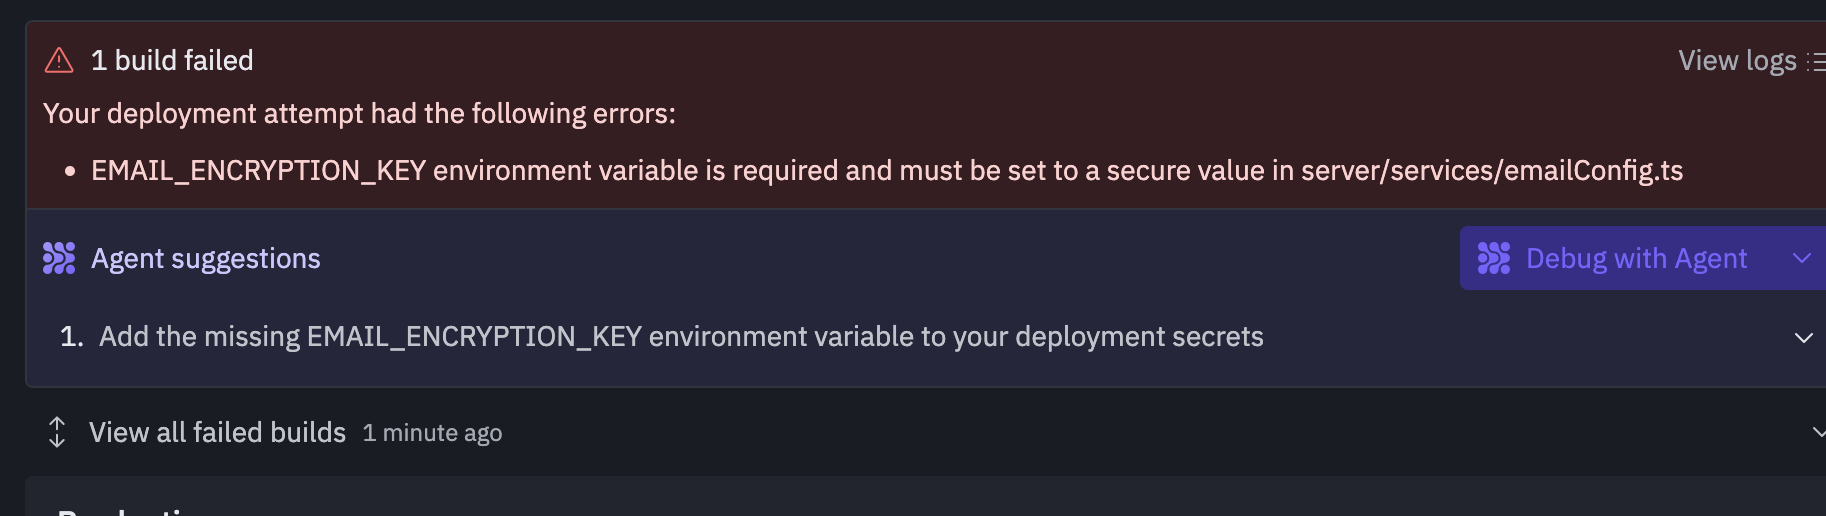 1 build failed
View logs
Your deployment attempt had the following errors:
• EMAIL_ENCRYPTION_KEY environment variable is required and must be set to a secure value in server/services/emailConfig.ts
Agent suggestions
Debug with Agent
1. Add the missing EMAIL_ENCRYPTION_KEY environment variable to your deployment secrets
View all failed builds 1 minute ago